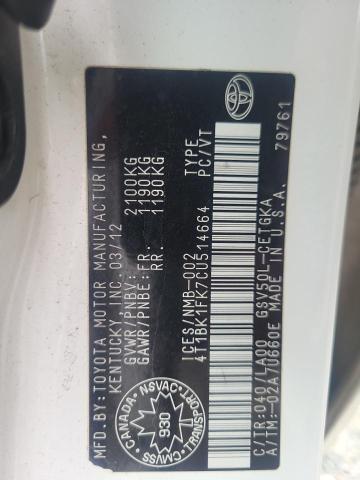 MFD.BY:TOYOTA MOTOR MANUFACTURING,
KENTUCKY, INC. 03/12
GVWR/PNBV: 2100KG
GAWR/PNBE:FR: 1190KG
RR: 1190KG
ICES/NMB-002 TYPE
4T1BK1FK7CU514664 PC/VT
C/TR:040/LA00 GSV50L-CETGKA
A/TM:-02A/U660E MADE IN U.S.A.
79761
CANADA
NSVAC
930
CMVSS
TRANSPORT